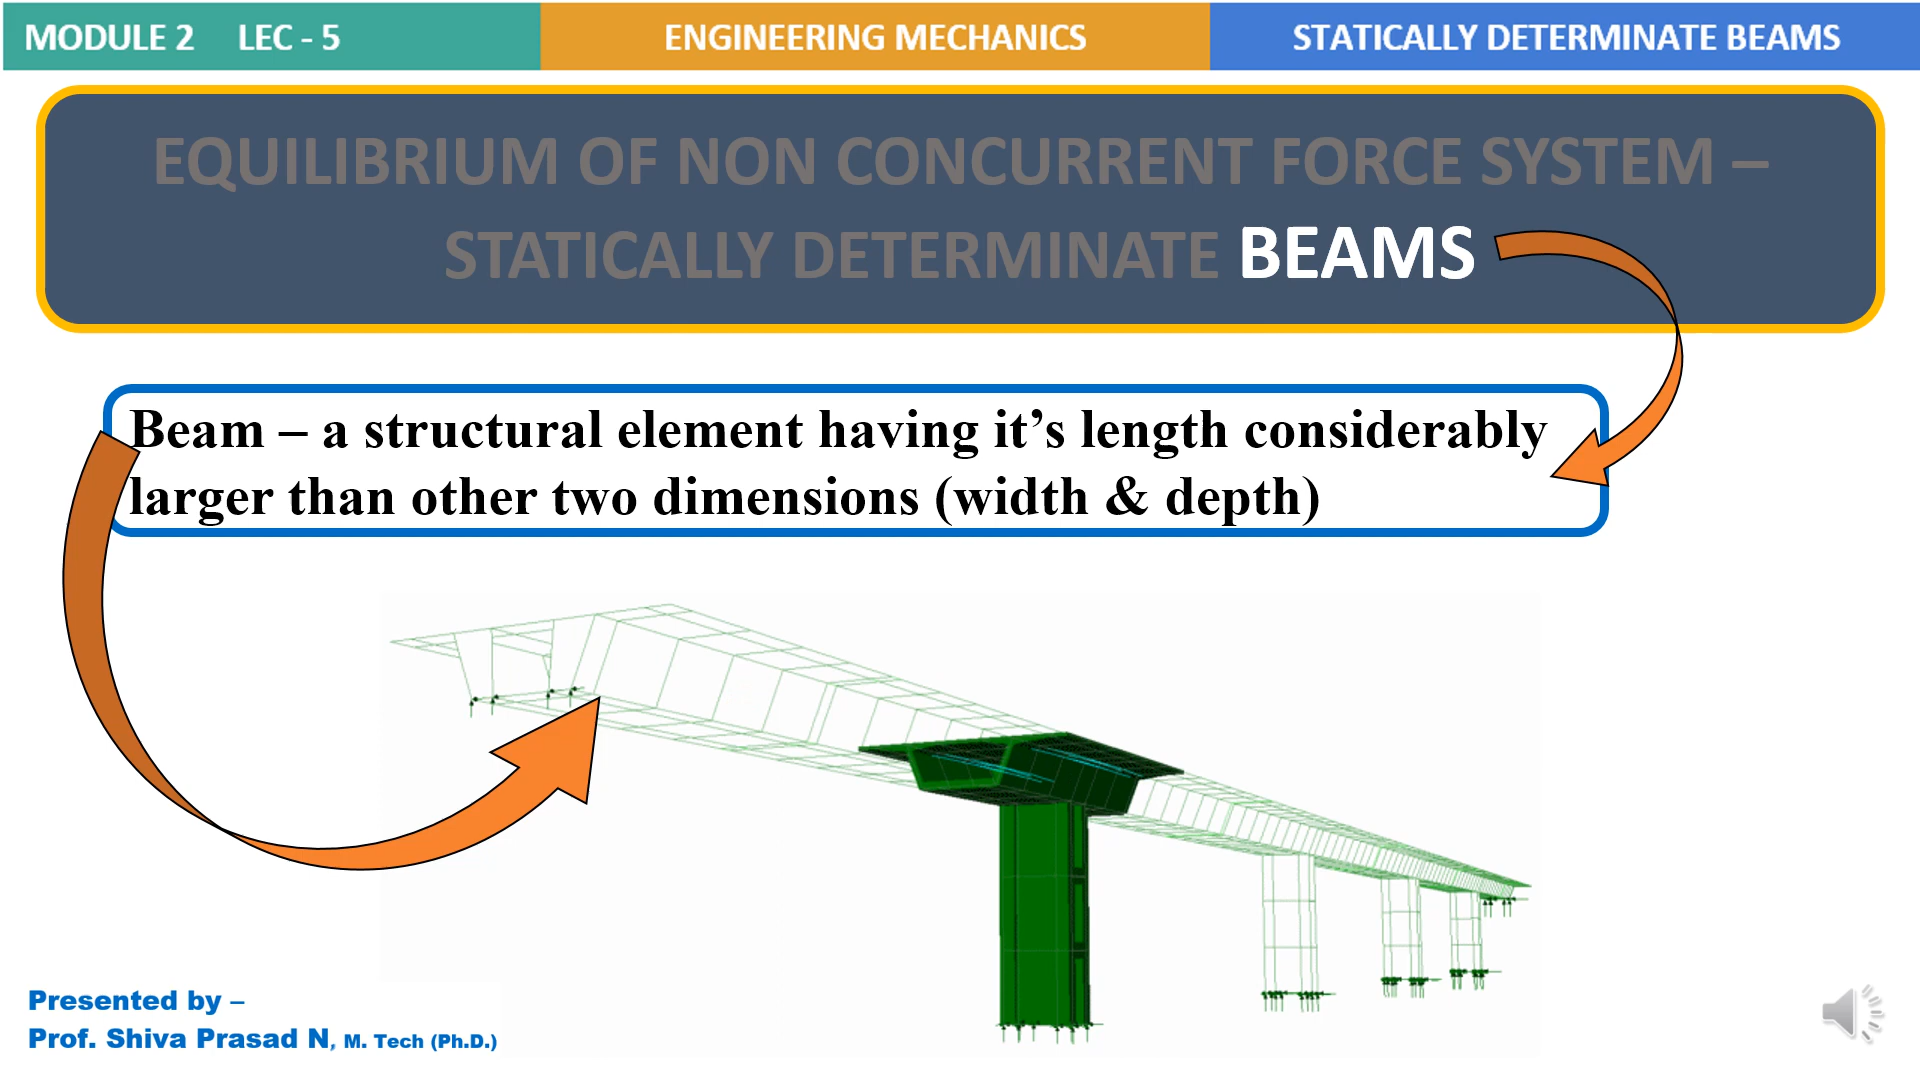 MODULE 2 LEC - 5 ENGINEERING MECHANICS STATICALLY DETERMINATE BEAMS
EQUILIBRIUM OF NON CONCURRENT FORCE SYSTEM –
STATICALLY DETERMINATE BEAMS
Beam – a structural element having it’s length considerably
larger than other two dimensions (width & depth)
Presented by –
Prof. Shiva Prasad N, M. Tech (Ph.D.)